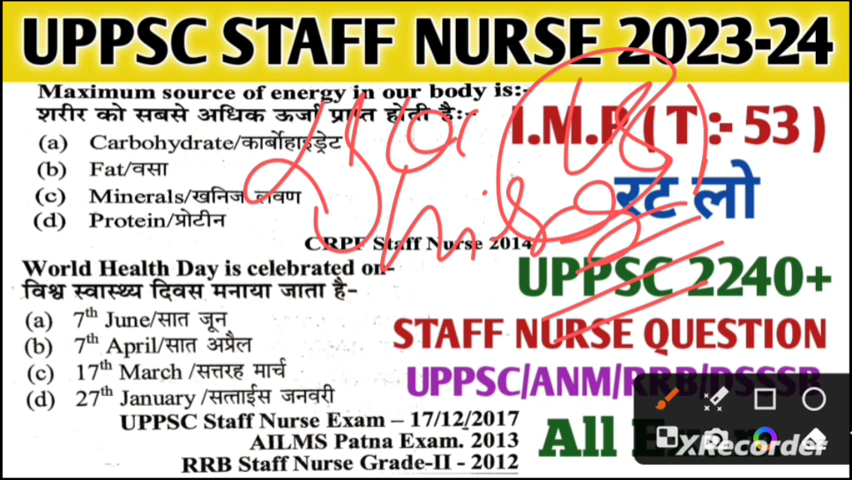 UPPSC STAFF NURSE 2023-24
Maximum source of energy in our body is:-
शरीर को सबसे अधिक ऊर्जा प्राप्त होती है:-
(a) Carbohydrate/कार्बोहाइड्रेट
(b) Fat/वसा
(c) Minerals/खनिज लवण
(d) Protein/प्रोटीन
CRPF Staff Nurse 2014
World Health Day is celebrated on-
विश्व स्वास्थ्य दिवस मनाया जाता है-
(a) 7th June/सात जून
(b) 7th April/सात अप्रैल
(c) 17th March /सत्तरह मार्च
(d) 27th January /सत्ताईस जनवरी
UPPSC Staff Nurse Exam – 17/12/2017
AILMS Patna Exam. 2013
RRB Staff Nurse Grade-II - 2012
I.M.P ( T :- 53 )
रट लो
UPPSC 2240+
STAFF NURSE QUESTION
UPPSC/ANM/RRB/DSSSB
All
XRecorder